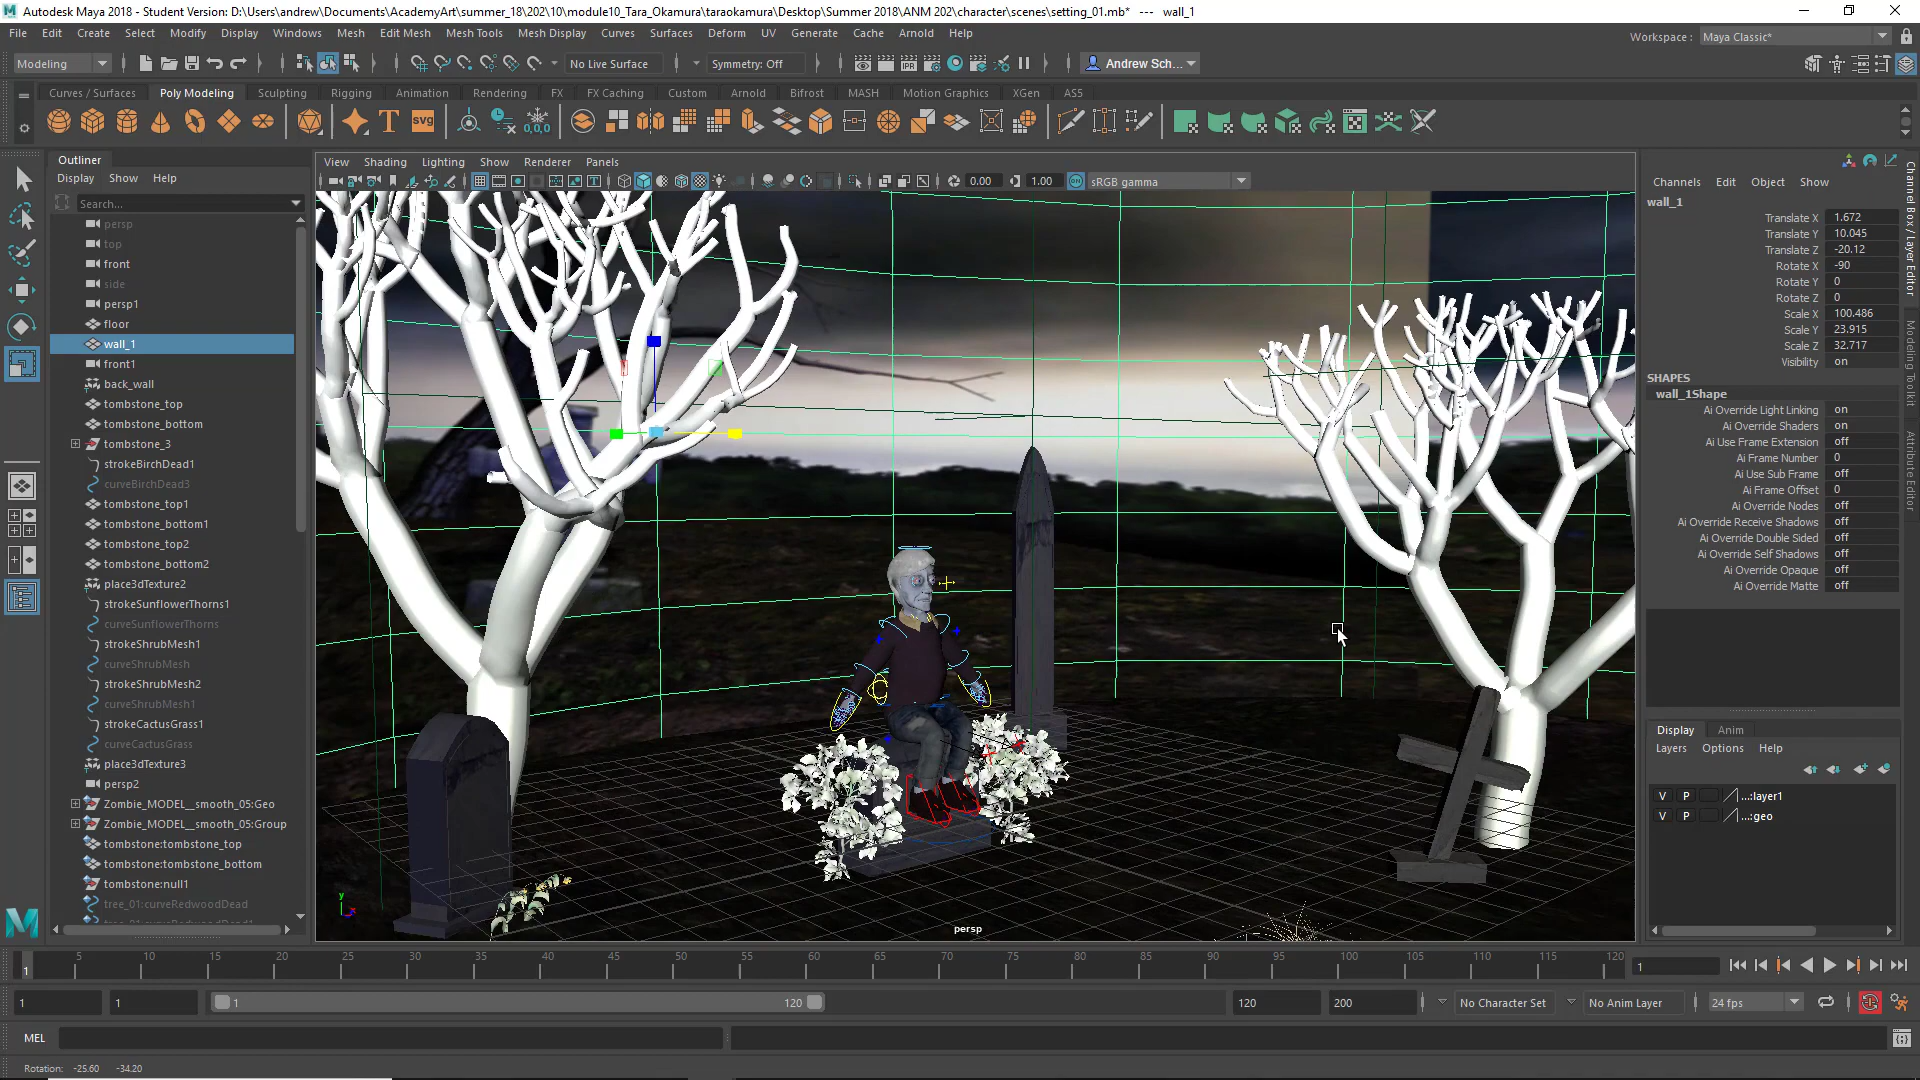 Autodesk Maya 2018 - Student Version: D:\Users\andrew\Documents\AcademyArt\summer_18\202\10\module10_Tara_Okamura\taraokamura\Desktop\Summer 2018\ANM 202\character\scenes\setting_01.mb* --- wall_1
File Edit Create Select Modify Display Windows Mesh Edit Mesh Mesh Tools Mesh Display Curves Surfaces Deform UV Generate Cache Arnold Help
Workspace : Maya Classic*
Modeling
No Live Surface
Symmetry: Off
Andrew Sch...
Curves / Surfaces Poly Modeling Sculpting Rigging Animation Rendering FX FX Caching Custom Arnold Bifrost MASH Motion Graphics XGen ASS
T
SVG
0,0,0
Outliner
Display Show Help
Search...
persp
top
front
side
persp1
floor
wall_1
front1
back_wall
tombstone_top
tombstone_bottom
tombstone_3
strokeBirchDead1
curveBirchDead3
tombstone_top1
tombstone_bottom1
tombstone_top2
tombstone_bottom2
place3dTexture2
strokeSunflowerThorns1
curveSunflowerThorns
strokeShrubMesh1
curveShrubMesh
strokeShrubMesh2
curveShrubMesh1
strokeCactusGrass1
curveCactusGrass
place3dTexture3
persp2
Zombie_MODEL__smooth_05:Geo
Zombie_MODEL__smooth_05:Group
tombstone:tombstone_top
tombstone:tombstone_bottom
tombstone:null1
tree_01:curveRedwoodDead
View Shading Lighting Show Renderer Panels
0.00
1.00
sRGB gamma
persp
Channels Edit Object Show
wall_1
Translate X 1.672
Translate Y 10.045
Translate Z -20.12
Rotate X -90
Rotate Y 0
Rotate Z 0
Scale X 100.486
Scale Y 23.915
Scale Z 32.717
Visibility on
SHAPES
wall_1Shape
Ai Override Light Linking on
Ai Override Shaders on
Ai Use Frame Extension off
Ai Frame Number 0
Ai Use Sub Frame off
Ai Frame Offset 0
Ai Override Nodes off
Ai Override Receive Shadows off
Ai Override Double Sided off
Ai Override Self Shadows off
Ai Override Opaque off
Ai Override Matte off
Display Anim
Layers Options Help
V P ...:layer1
V P ...:geo
Channel Box / Layer Editor
Modeling Toolkit
Attribute Editor
1 5 10 15 20 25 30 35 40 45 50 55 60 65 70 75 80 85 90 95 100 105 110 115 120
1
1 1 1 120 120 200
No Character Set
No Anim Layer
24 fps
MEL
Rotation: -25.60 -34.20